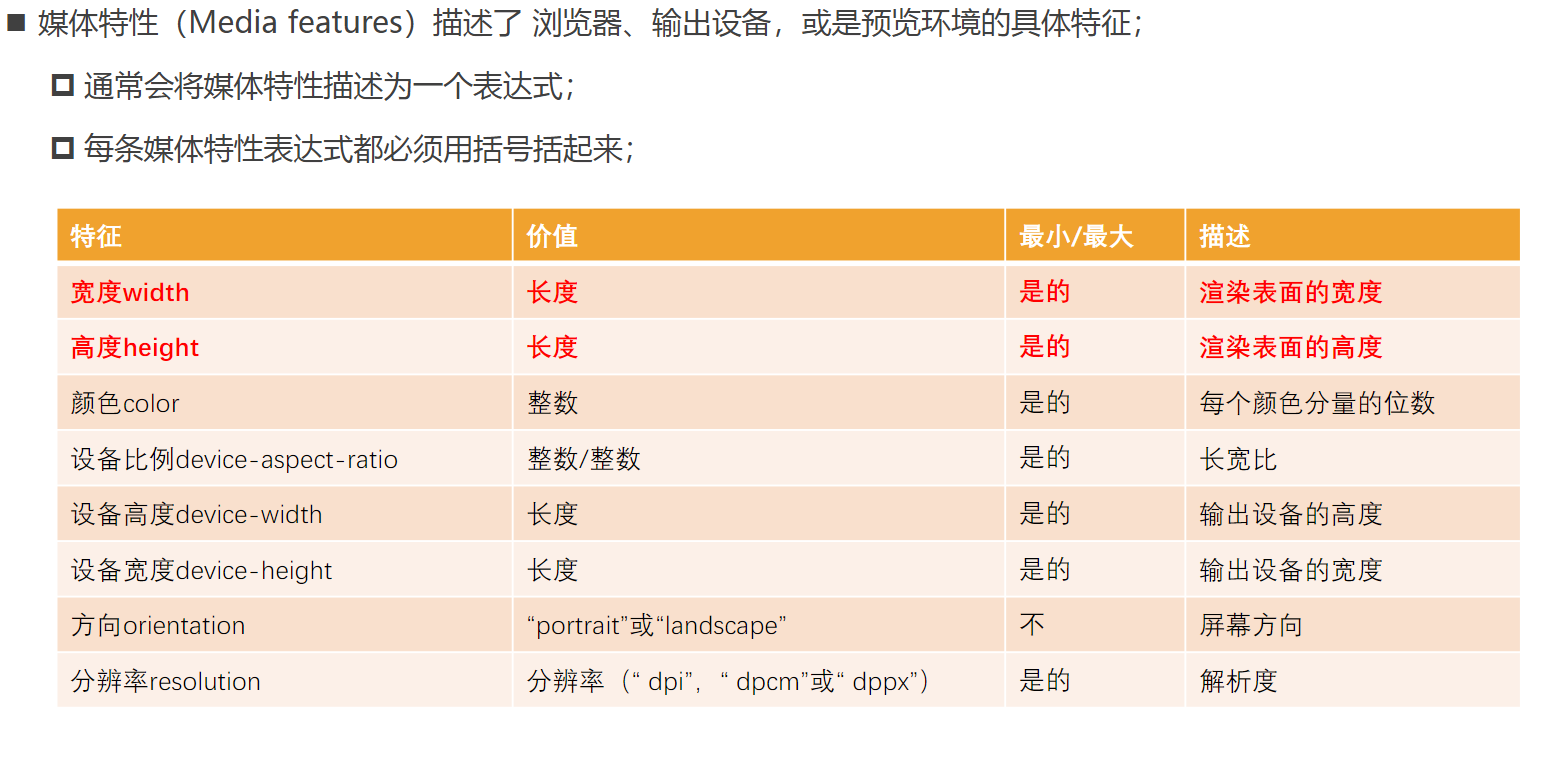 ■ 媒体特性（Media features）描述了 浏览器、输出设备，或是预览环境的具体特征；
通常会将媒体特性描述为一个表达式；
每条媒体特性表达式都必须用括号括起来；
特征 价值 最小/最大 描述
宽度width 长度 是的 渲染表面的宽度
高度height 长度 是的 渲染表面的高度
颜色color 整数 是的 每个颜色分量的位数
设备比例device-aspect-ratio 整数/整数 是的 长宽比
设备高度device-width 长度 是的 输出设备的高度
设备宽度device-height 长度 是的 输出设备的宽度
方向orientation “portrait”或“landscape” 不 屏幕方向
分辨率resolution 分辨率（“ dpi”，“ dpcm”或“ dppx”） 是的 解析度